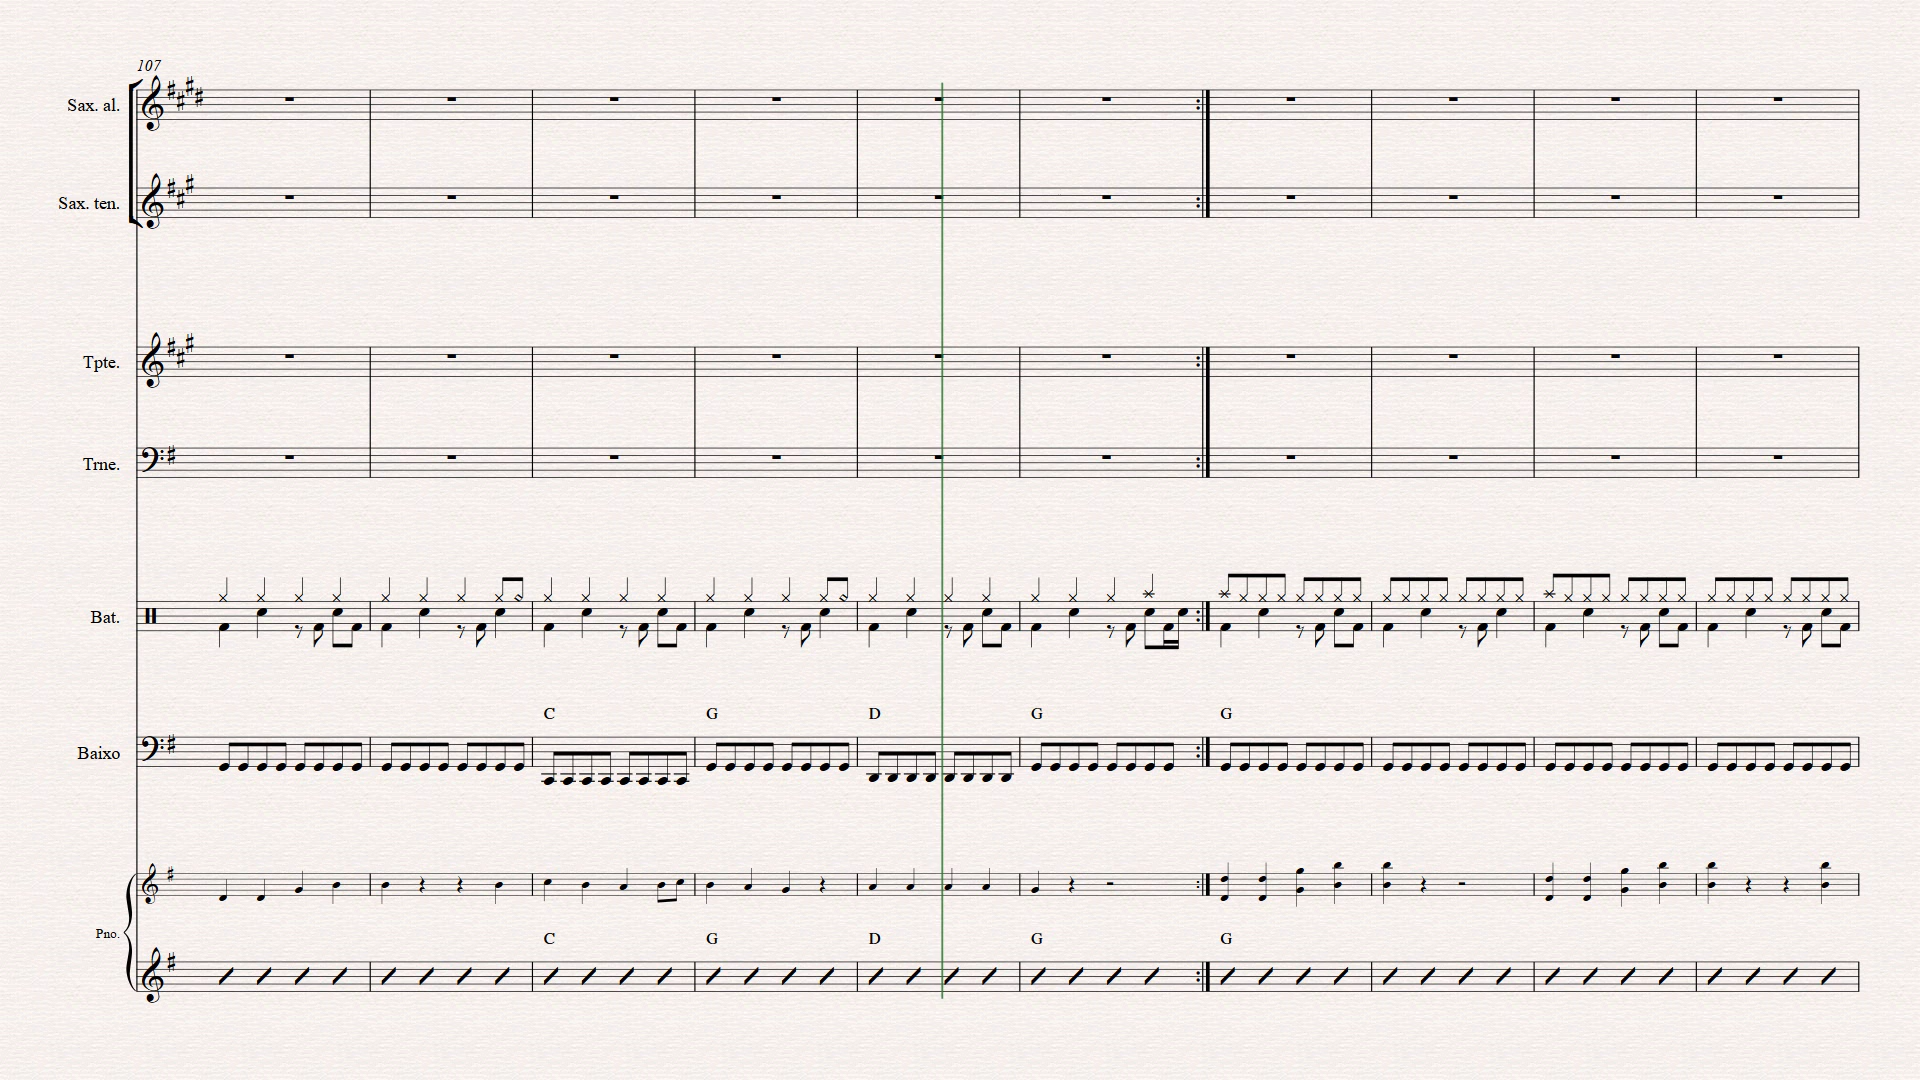 107
Sax. al.
Sax. ten.
Tpte.
Trne.
Bat.
C G D G G
Baixo
Pno.
C G D G G